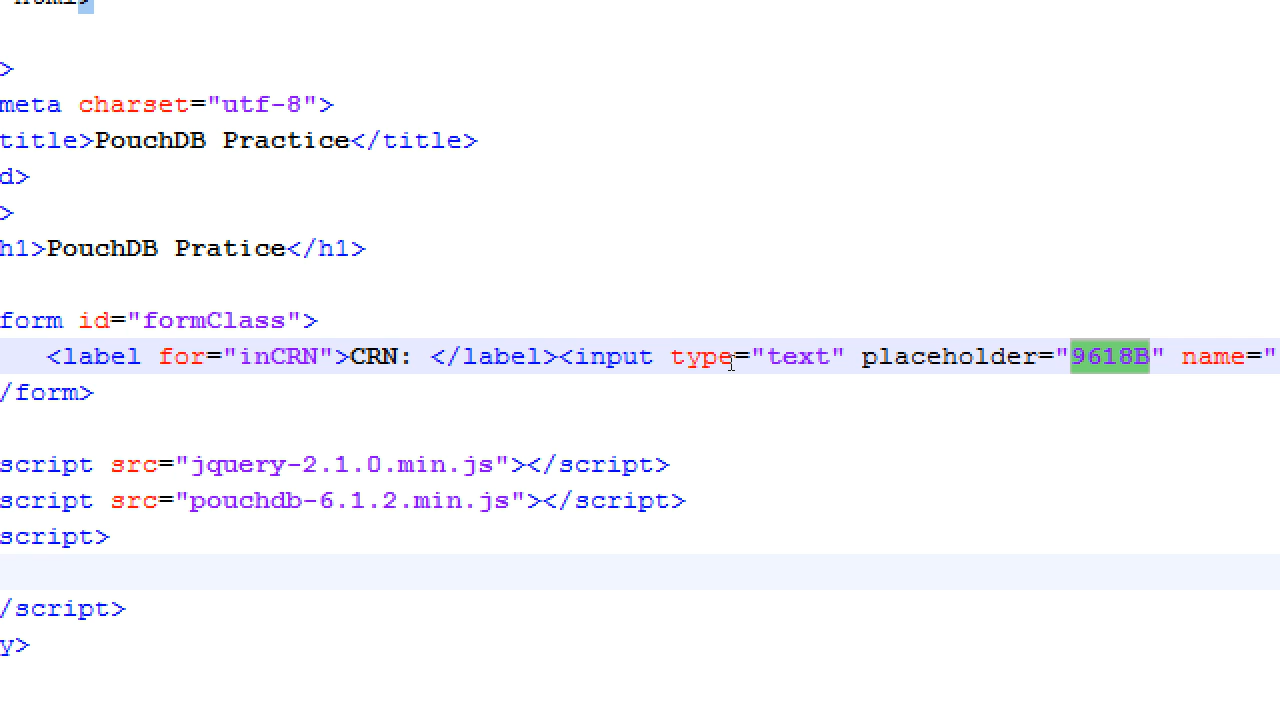 >
meta charset="utf-8">
title>PouchDB Practice</title>
d>
>
h1>PouchDB Pratice</h1>
form id="formClass">
<label for="inCRN">CRN: </label><input type="text" placeholder="9618B" name="
/form>
script src="jquery-2.1.0.min.js"></script>
script src="pouchdb-6.1.2.min.js"></script>
script>
/script>
y>